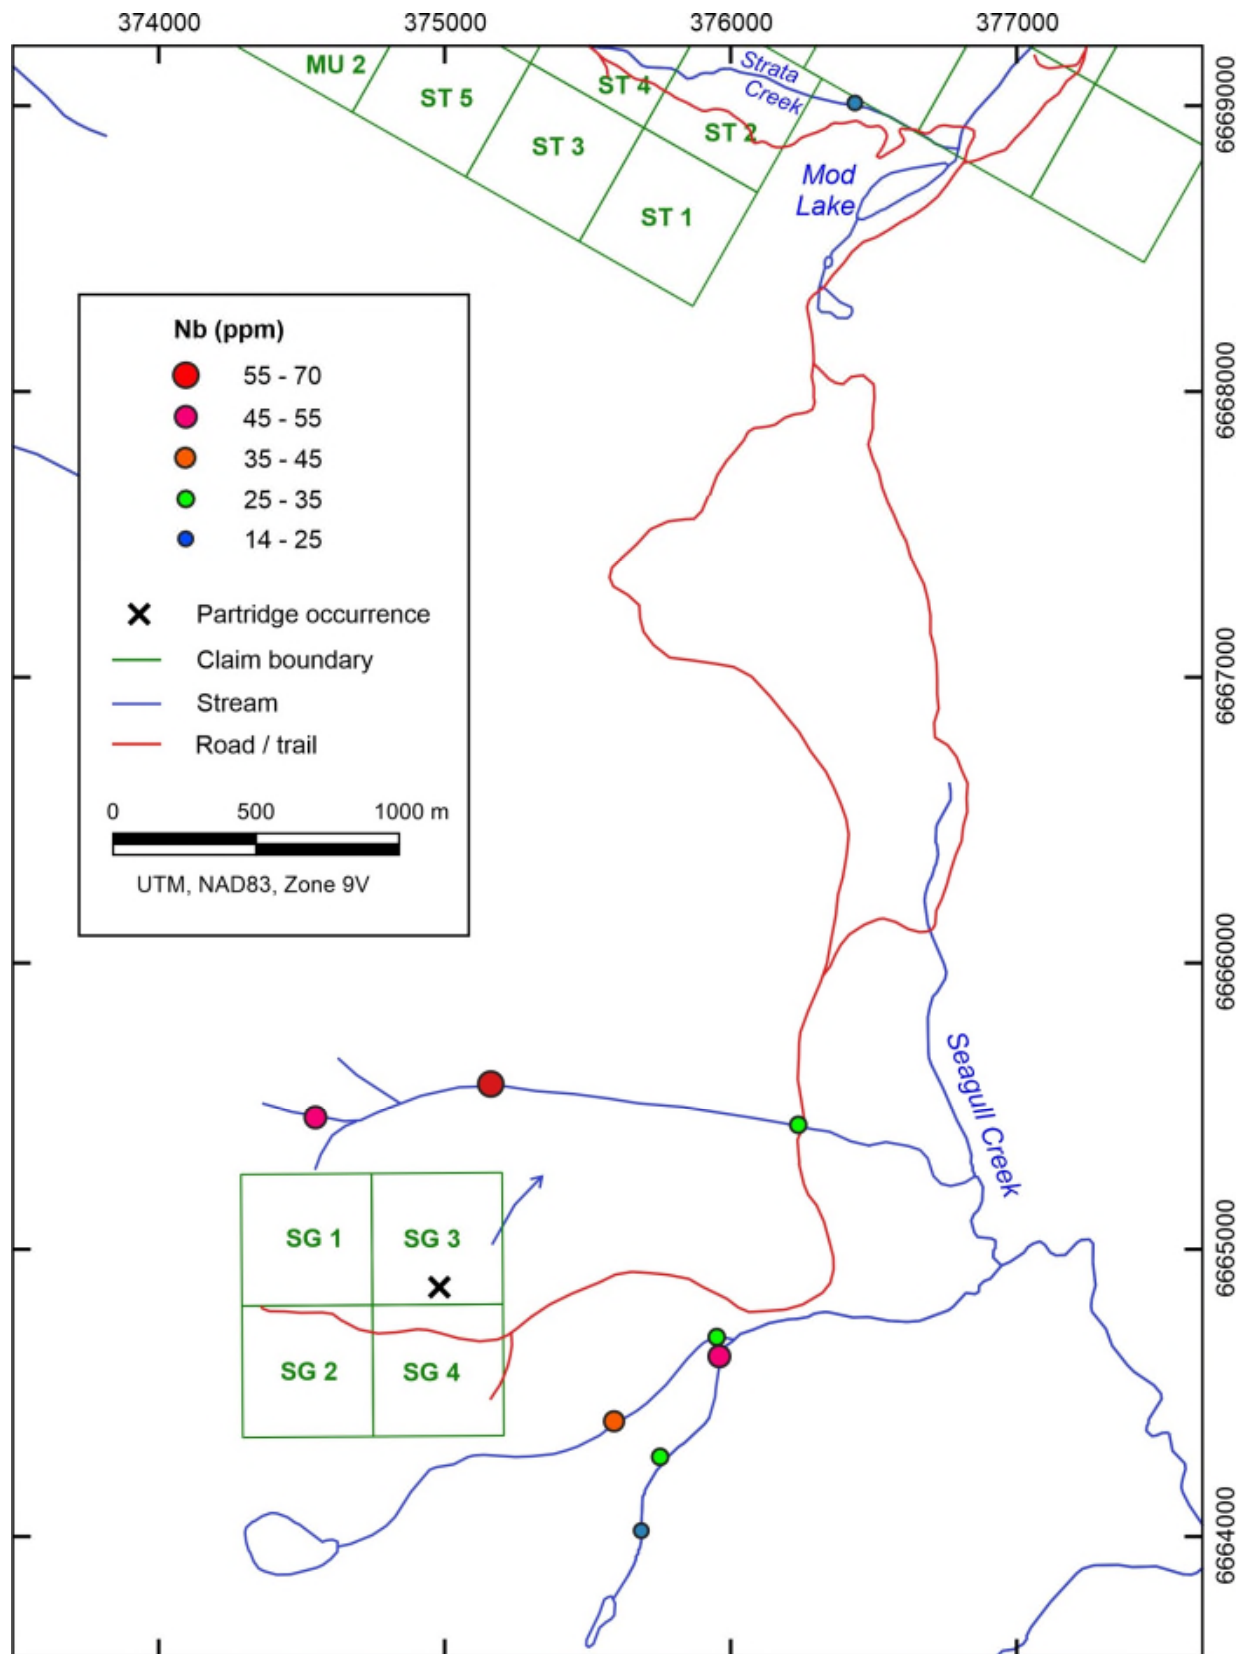 374000 375000 376000 377000
MU 2
ST 5
ST 4
Strata
Creek
ST 3
ST 2
Mod
Lake
ST 1
6669000
6668000
6667000
6666000
6665000
6664000
Nb (ppm)
55 - 70
45 - 55
35 - 45
25 - 35
14 - 25
Partridge occurrence
Claim boundary
Stream
Road / trail
0 500 1000 m
UTM, NAD83, Zone 9V
Seagull Creek
SG 1
SG 3
SG 2
SG 4